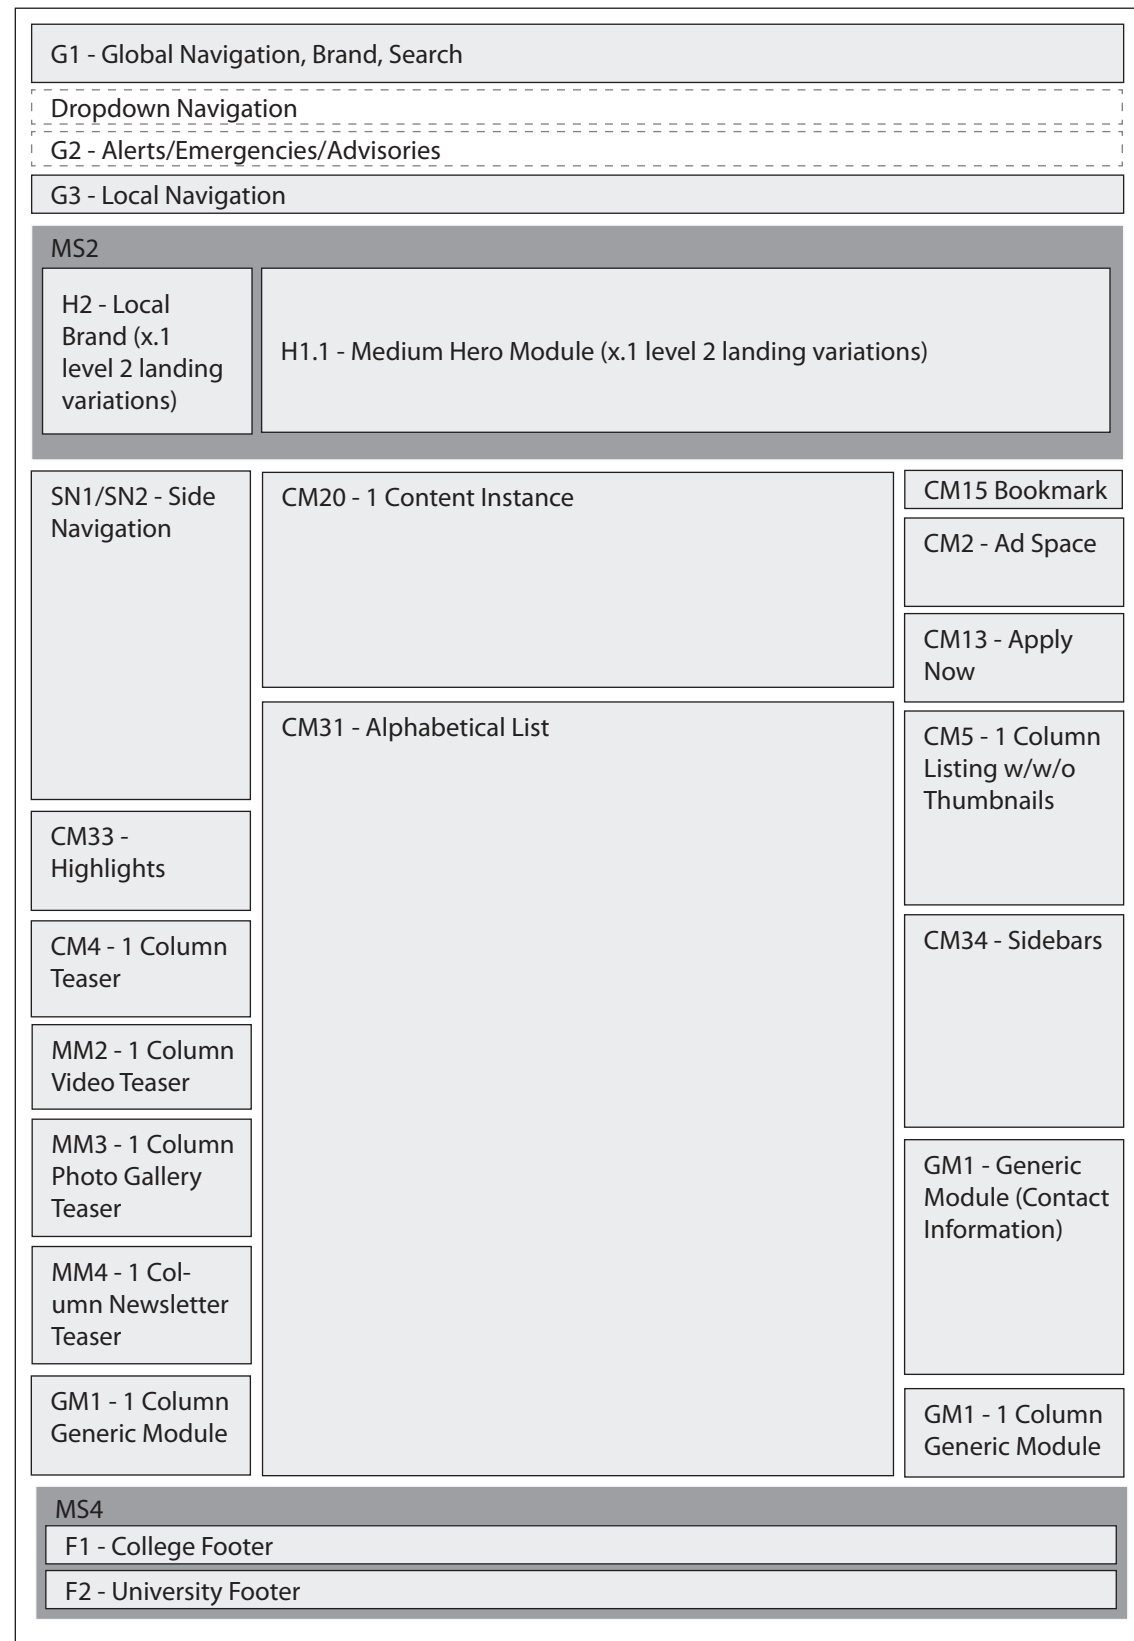 G1 - Global Navigation, Brand, Search
Dropdown Navigation
G2 - Alerts/Emergencies/Advisories
G3 - Local Navigation
MS2
H2 - Local
Brand (x.1
level 2 landing
variations)
H1.1 - Medium Hero Module (x.1 level 2 landing variations)
SN1/SN2 - Side
Navigation
CM33 -
Highlights
CM4 - 1 Column
Teaser
MM2 - 1 Column
Video Teaser
MM3 - 1 Column
Photo Gallery
Teaser
MM4 - 1 Col-
umn Newsletter
Teaser
GM1 - 1 Column
Generic Module
CM20 - 1 Content Instance
CM31 - Alphabetical List
CM15 Bookmark
CM2 - Ad Space
CM13 - Apply
Now
CM5 - 1 Column
Listing w/w/o
Thumbnails
CM34 - Sidebars
GM1 - Generic
Module (Contact
Information)
GM1 - 1 Column
Generic Module
MS4
F1 - College Footer
F2 - University Footer